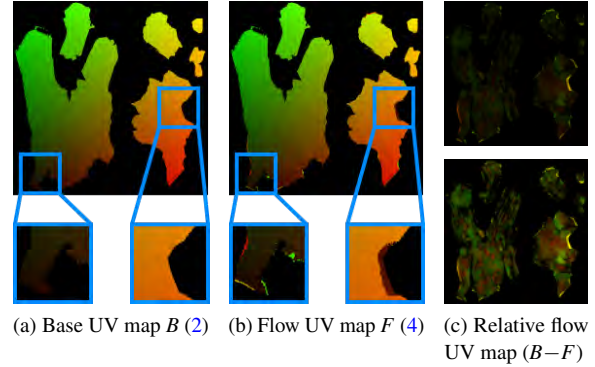 (a) Base UV map B (2)
(b) Flow UV map F (4)
(c) Relative flow
UV map (B−F)